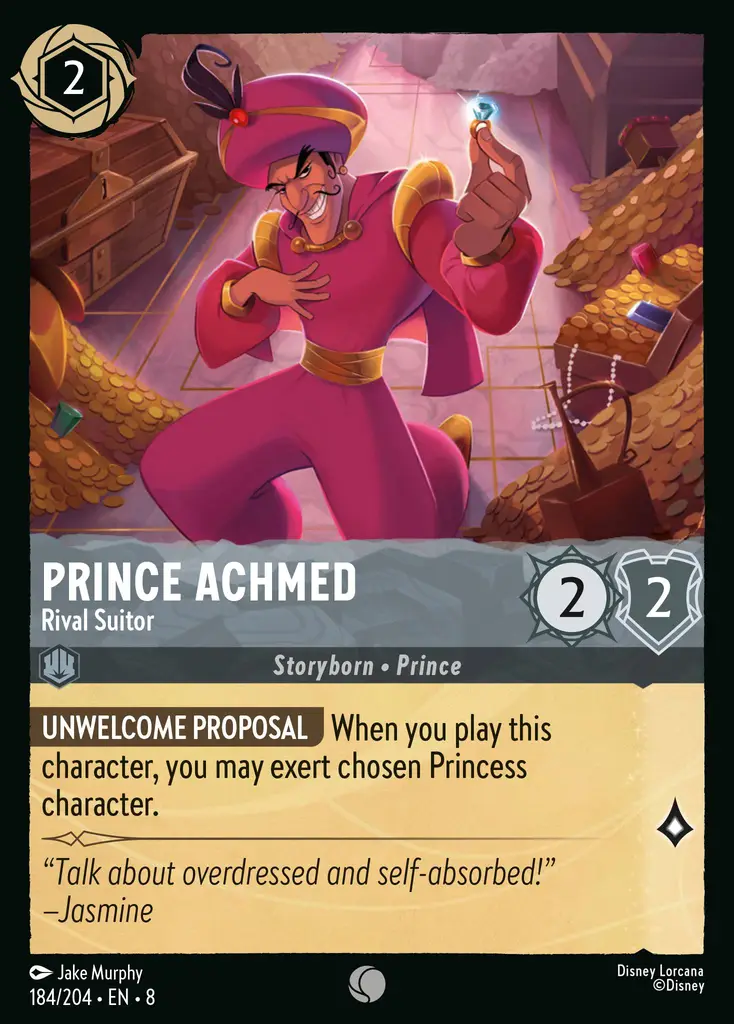 2
PRINCE ACHMED
Rival Suitor
2
2
Storyborn • Prince
UNWELCOME PROPOSAL When you play this
character, you may exert chosen Princess
character.
“Talk about overdressed and self-absorbed!”
–Jasmine
Jake Murphy
184/204 • EN • 8
Disney Lorcana
©Disney